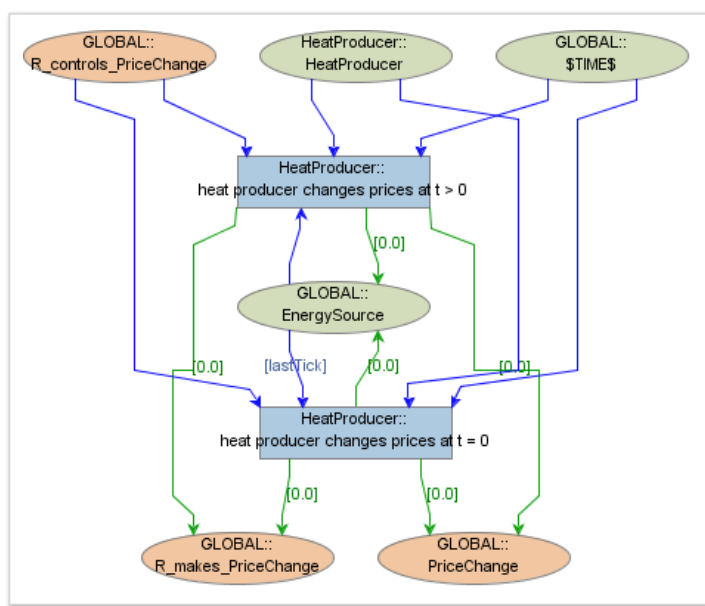 GLOBAL::
R_controls_PriceChange
HeatProducer::
HeatProducer
GLOBAL::
$TIME$
HeatProducer::
heat producer changes prices at t > 0
[0.0]
GLOBAL::
EnergySource
[0.0]
[lastTick]
[0.0]
[0.0]
HeatProducer::
heat producer changes prices at t = 0
[0.0]
[0.0]
GLOBAL::
R_makes_PriceChange
GLOBAL::
PriceChange